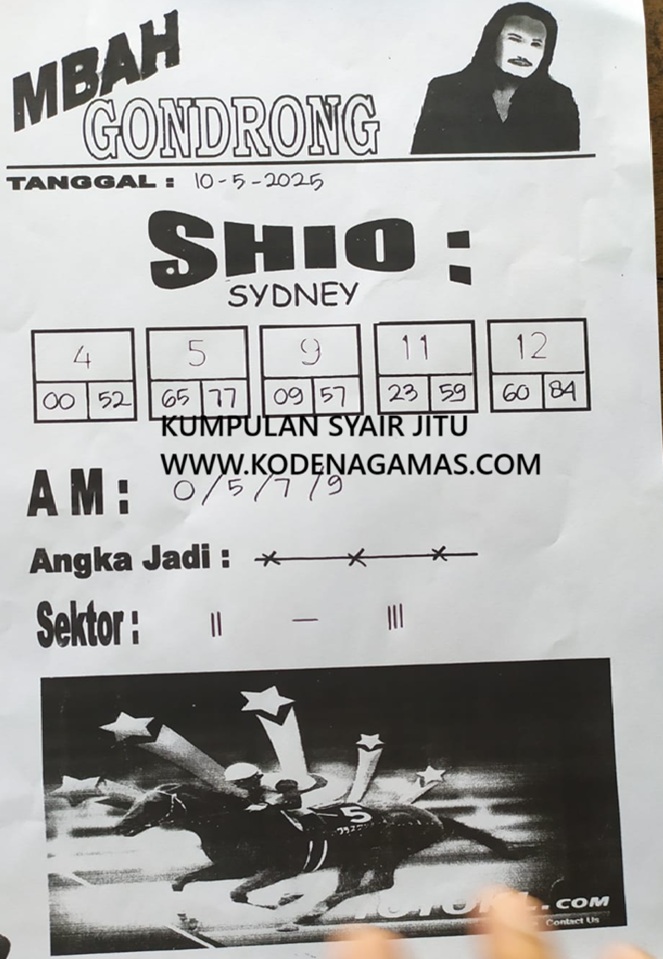 MBAH
GONDRONG
TANGGAL : 10-5-2025
SHIO :
SYDNEY
4 5 9 11 12
00 52 65 77 09 57 23 59 60 84
KUMPULAN SYAIR JITU
WWW.KODENAGAMAS.COM
A M : 0/5/7/9
Angka Jadi : x x x
Sektor : II — III
5
.COM
Contact Us